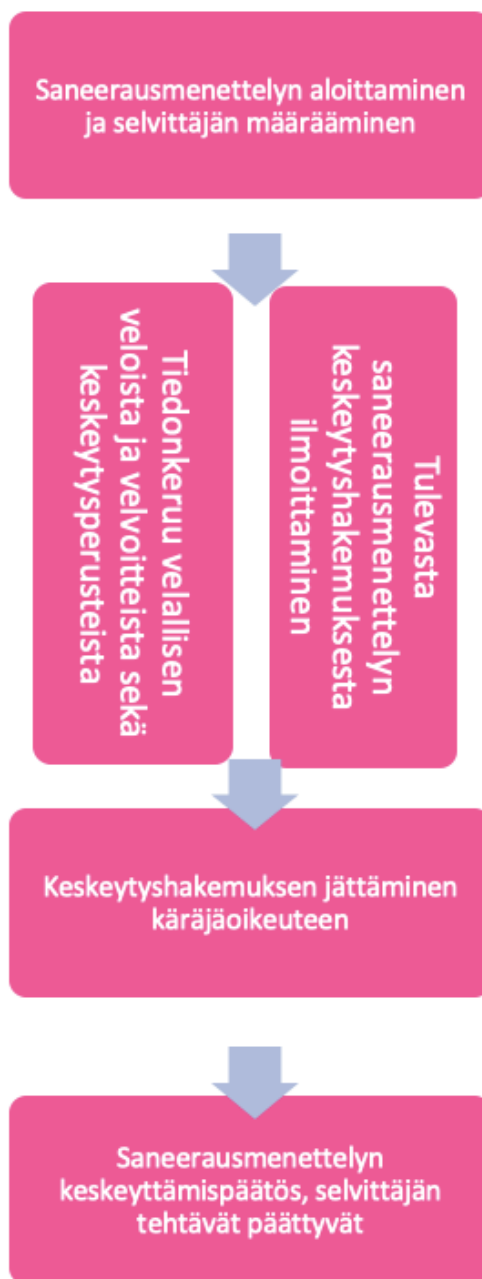 Saneerausmenettelyn aloittaminen
ja selvittäjän määrääminen
Tiedonkeruu velallisen
veloista ja velvoitteista sekä
keskeytysperusteista
Tulevasta
saneerausmenettelyn
keskeytyshakemuksesta
ilmoittaminen
Keskeytyshakemuksen jättäminen
käräjäoikeuteen
Saneerausmenettelyn
keskeyttämispäätös, selvittäjän
tehtävät päättyvät